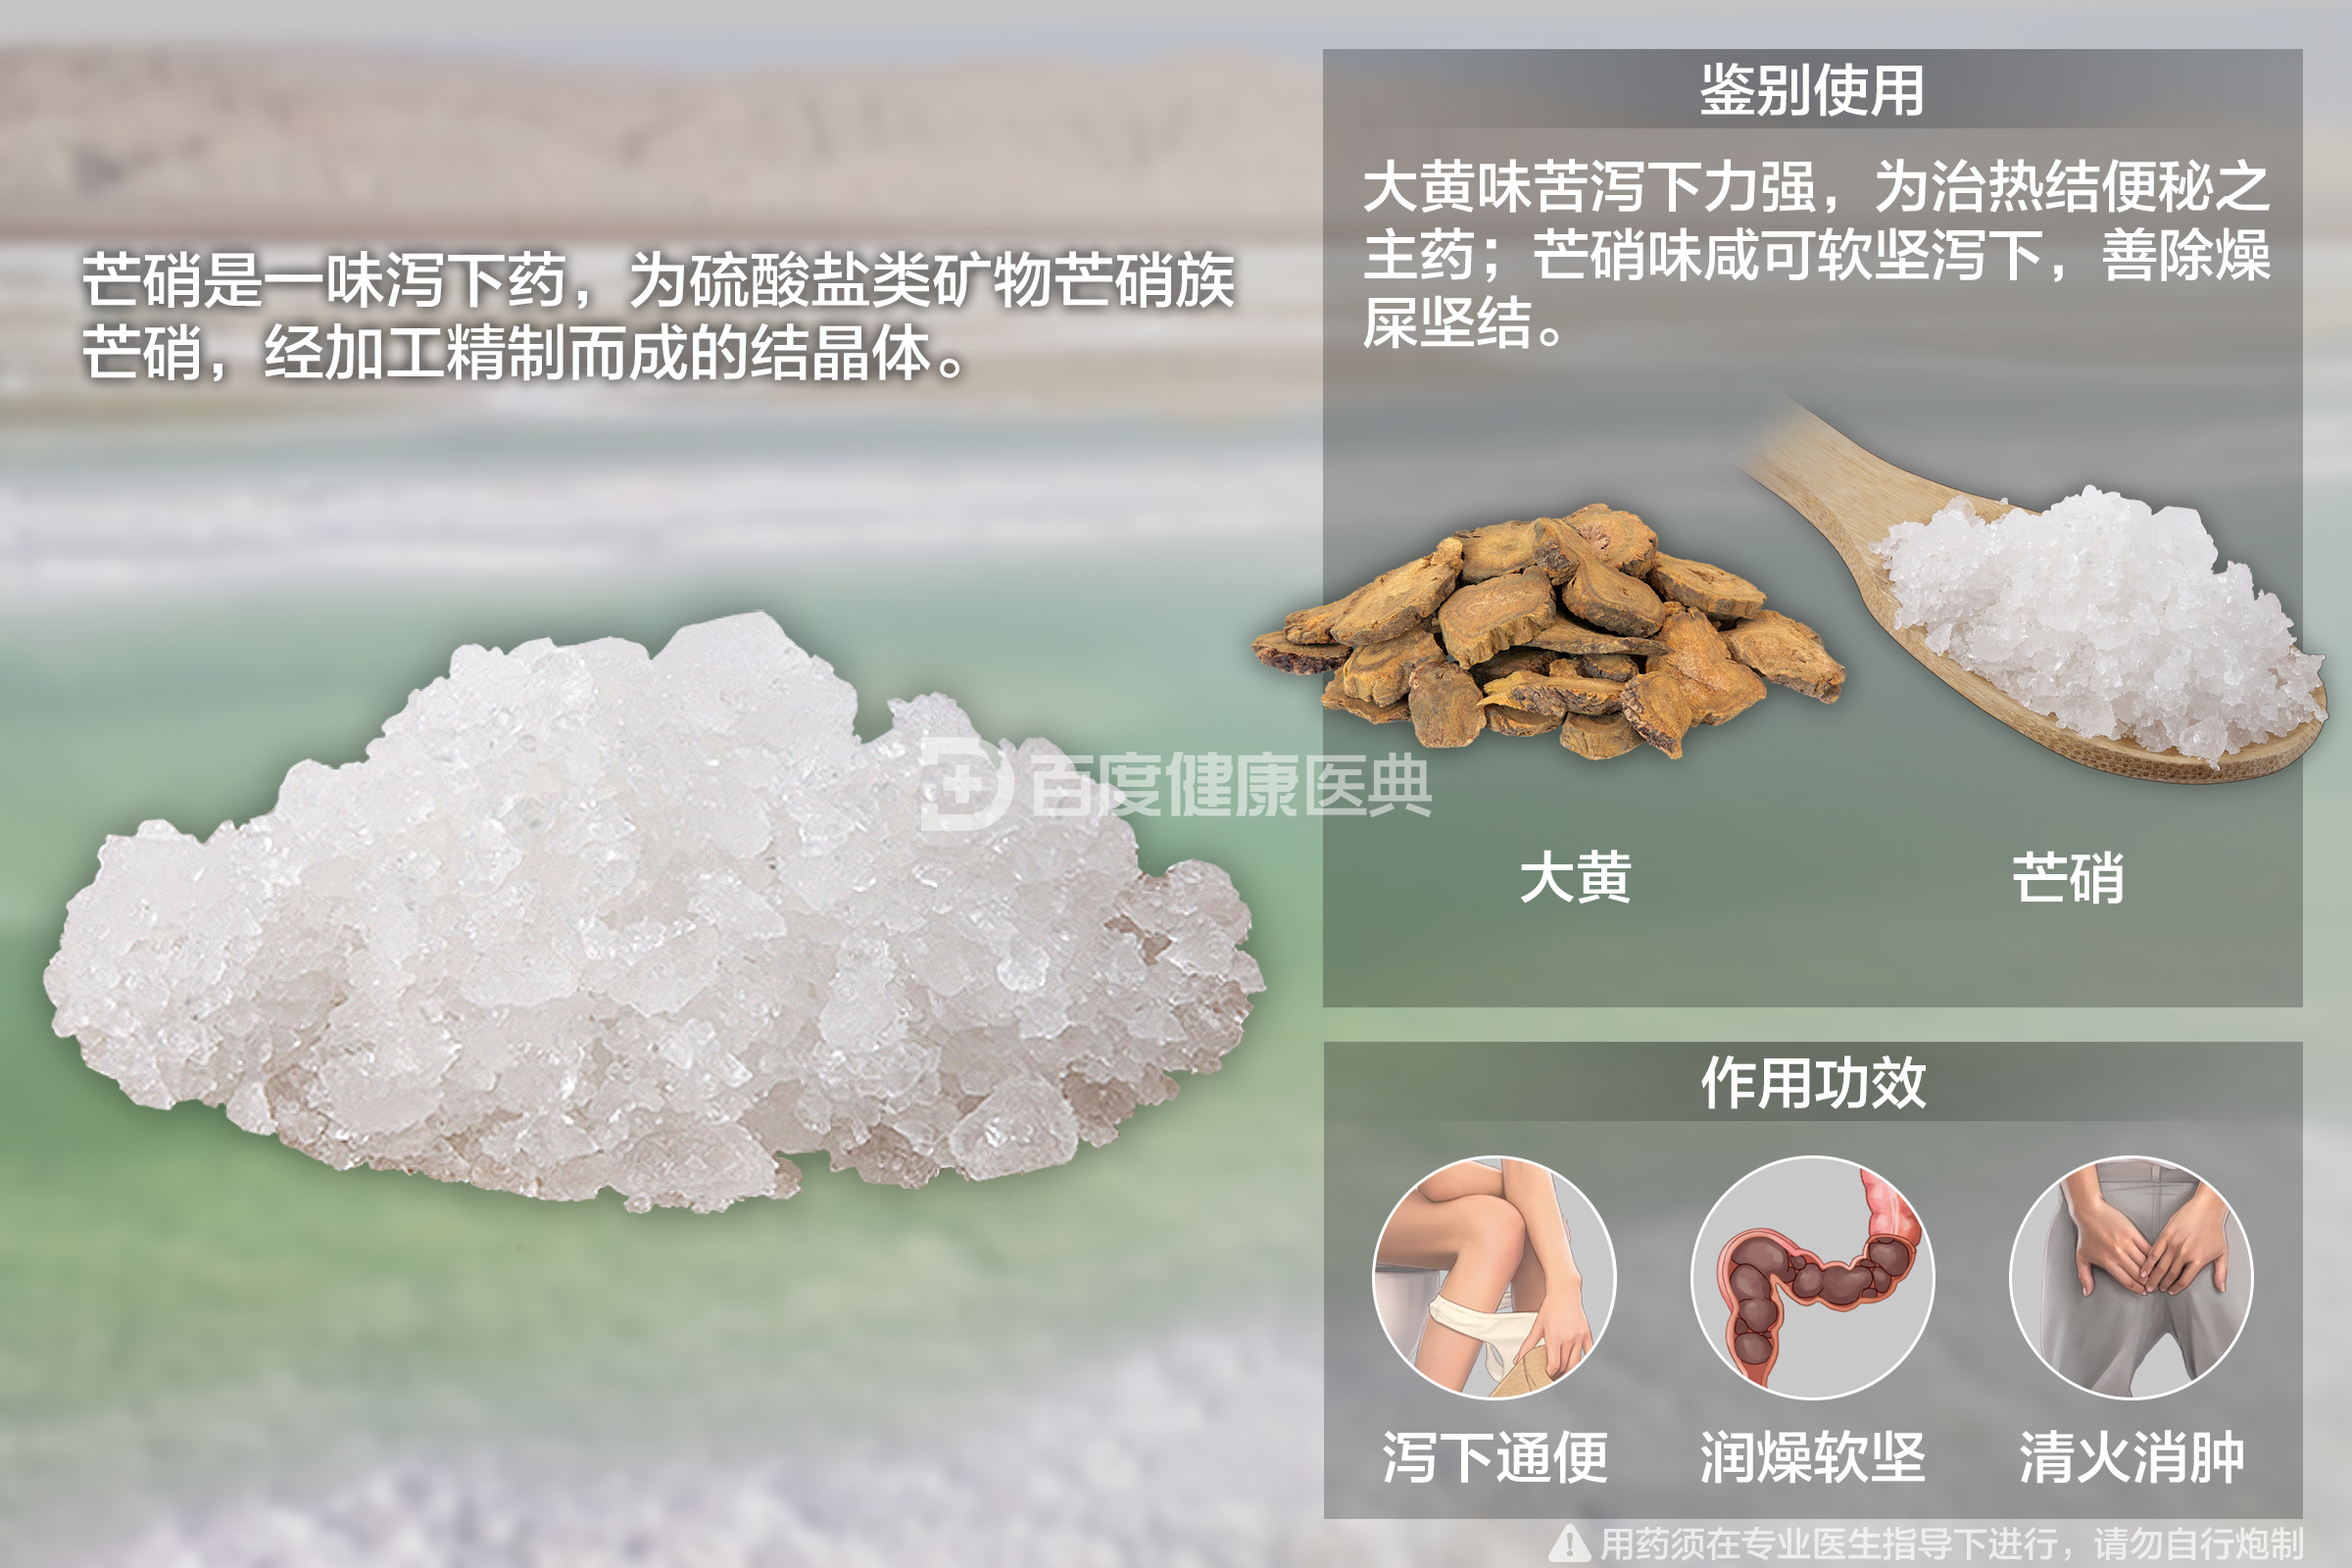 芒硝是一味泻下药，为硫酸盐类矿物芒硝族
芒硝，经加工精制而成的结晶体。
鉴别使用
大黄味苦泻下力强，为治热结便秘之
主药；芒硝味咸可软坚泻下，善除燥
屎坚结。
大黄
芒硝
百度健康医典
作用功效
泻下通便
润燥软坚
清火消肿
用药须在专业医生指导下进行，请勿自行炮制